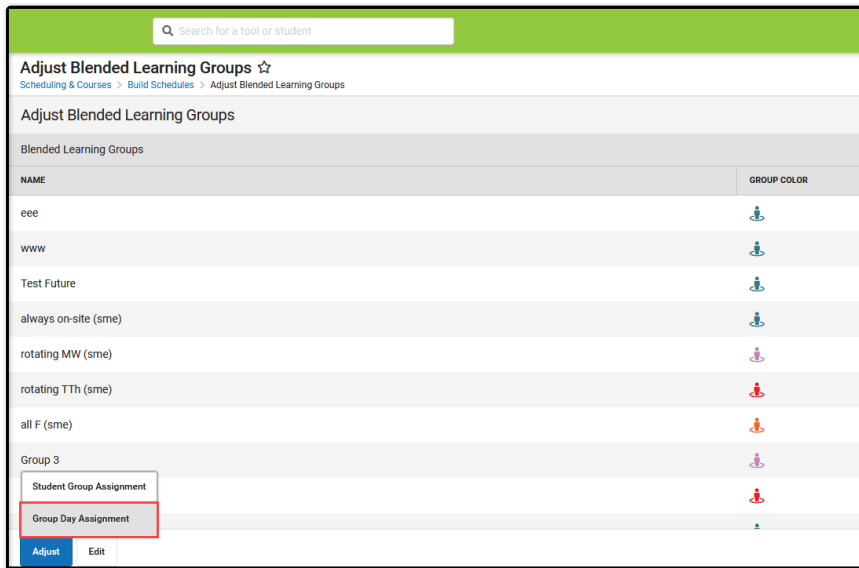 Search for a tool or student
Adjust Blended Learning Groups
Scheduling & Courses > Build Schedules > Adjust Blended Learning Groups
Adjust Blended Learning Groups
Blended Learning Groups
NAME GROUP COLOR
eee
www
Test Future
always on-site (sme)
rotating MW (sme)
rotating TTh (sme)
all F (sme)
Group 3
Student Group Assignment
Group Day Assignment
Adjust Edit